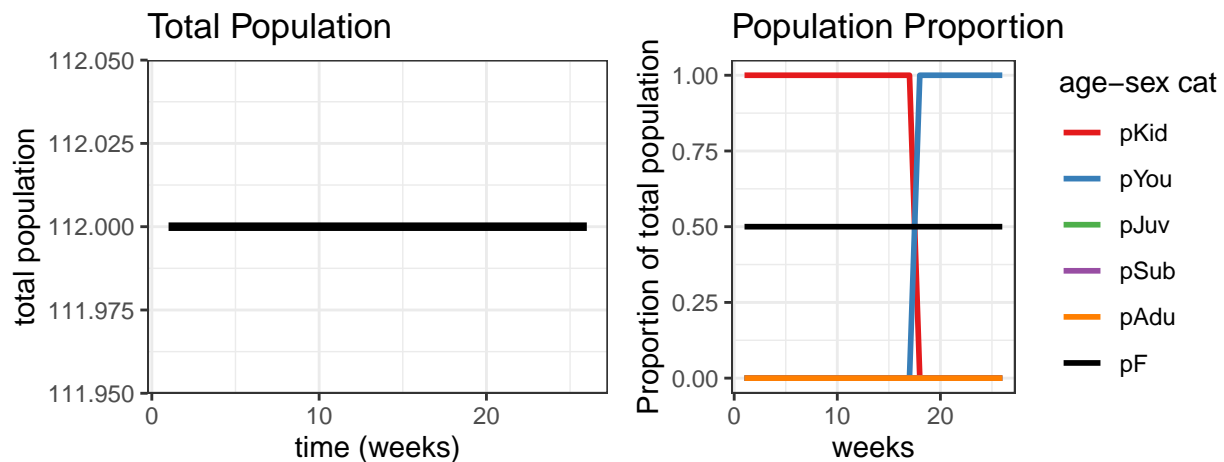 Total Population
112.050
112.025
112.000
111.975
111.950
total population
0
10
20
time (weeks)
Population Proportion
1.00
0.75
0.50
0.25
0.00
Proportion of total population
0
10
20
weeks
age−sex cat
pKid
pYou
pJuv
pSub
pAdu
pF